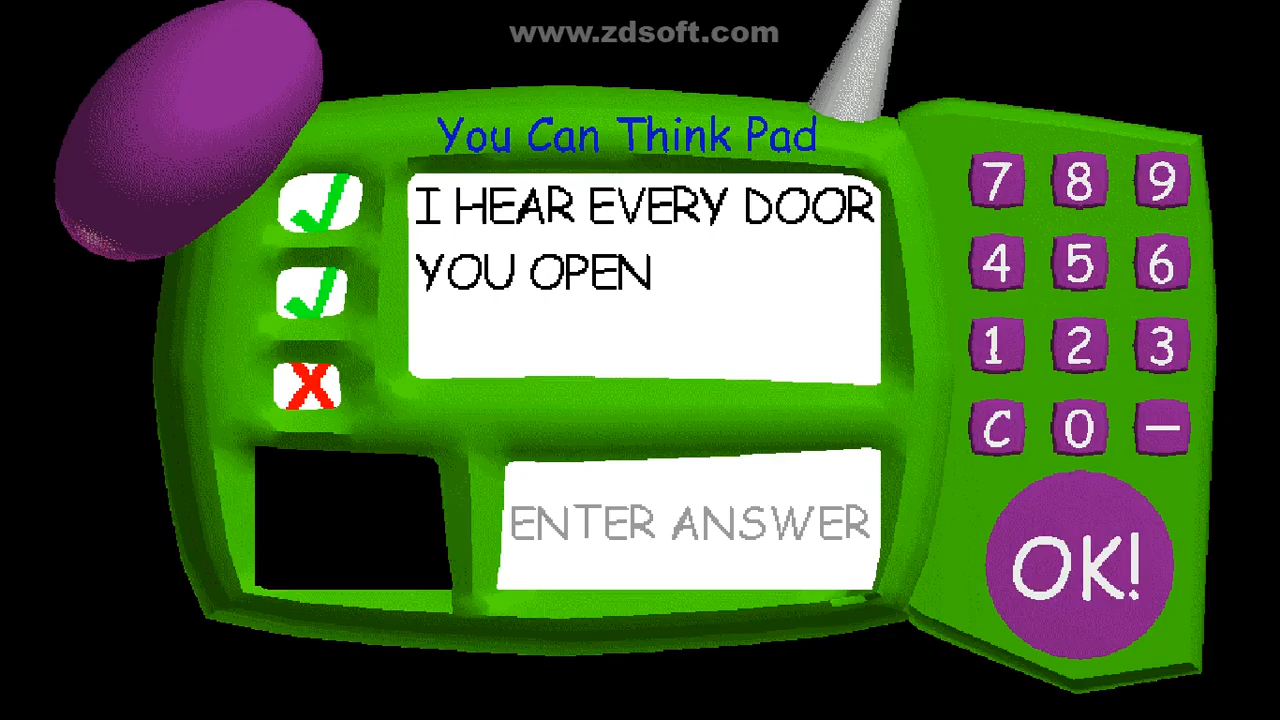 www.zdsoft.com
You Can Think Pad
I HEAR EVERY DOOR
YOU OPEN
ENTER ANSWER
7 8 9
4 5 6
1 2 3
C 0 −
OK!